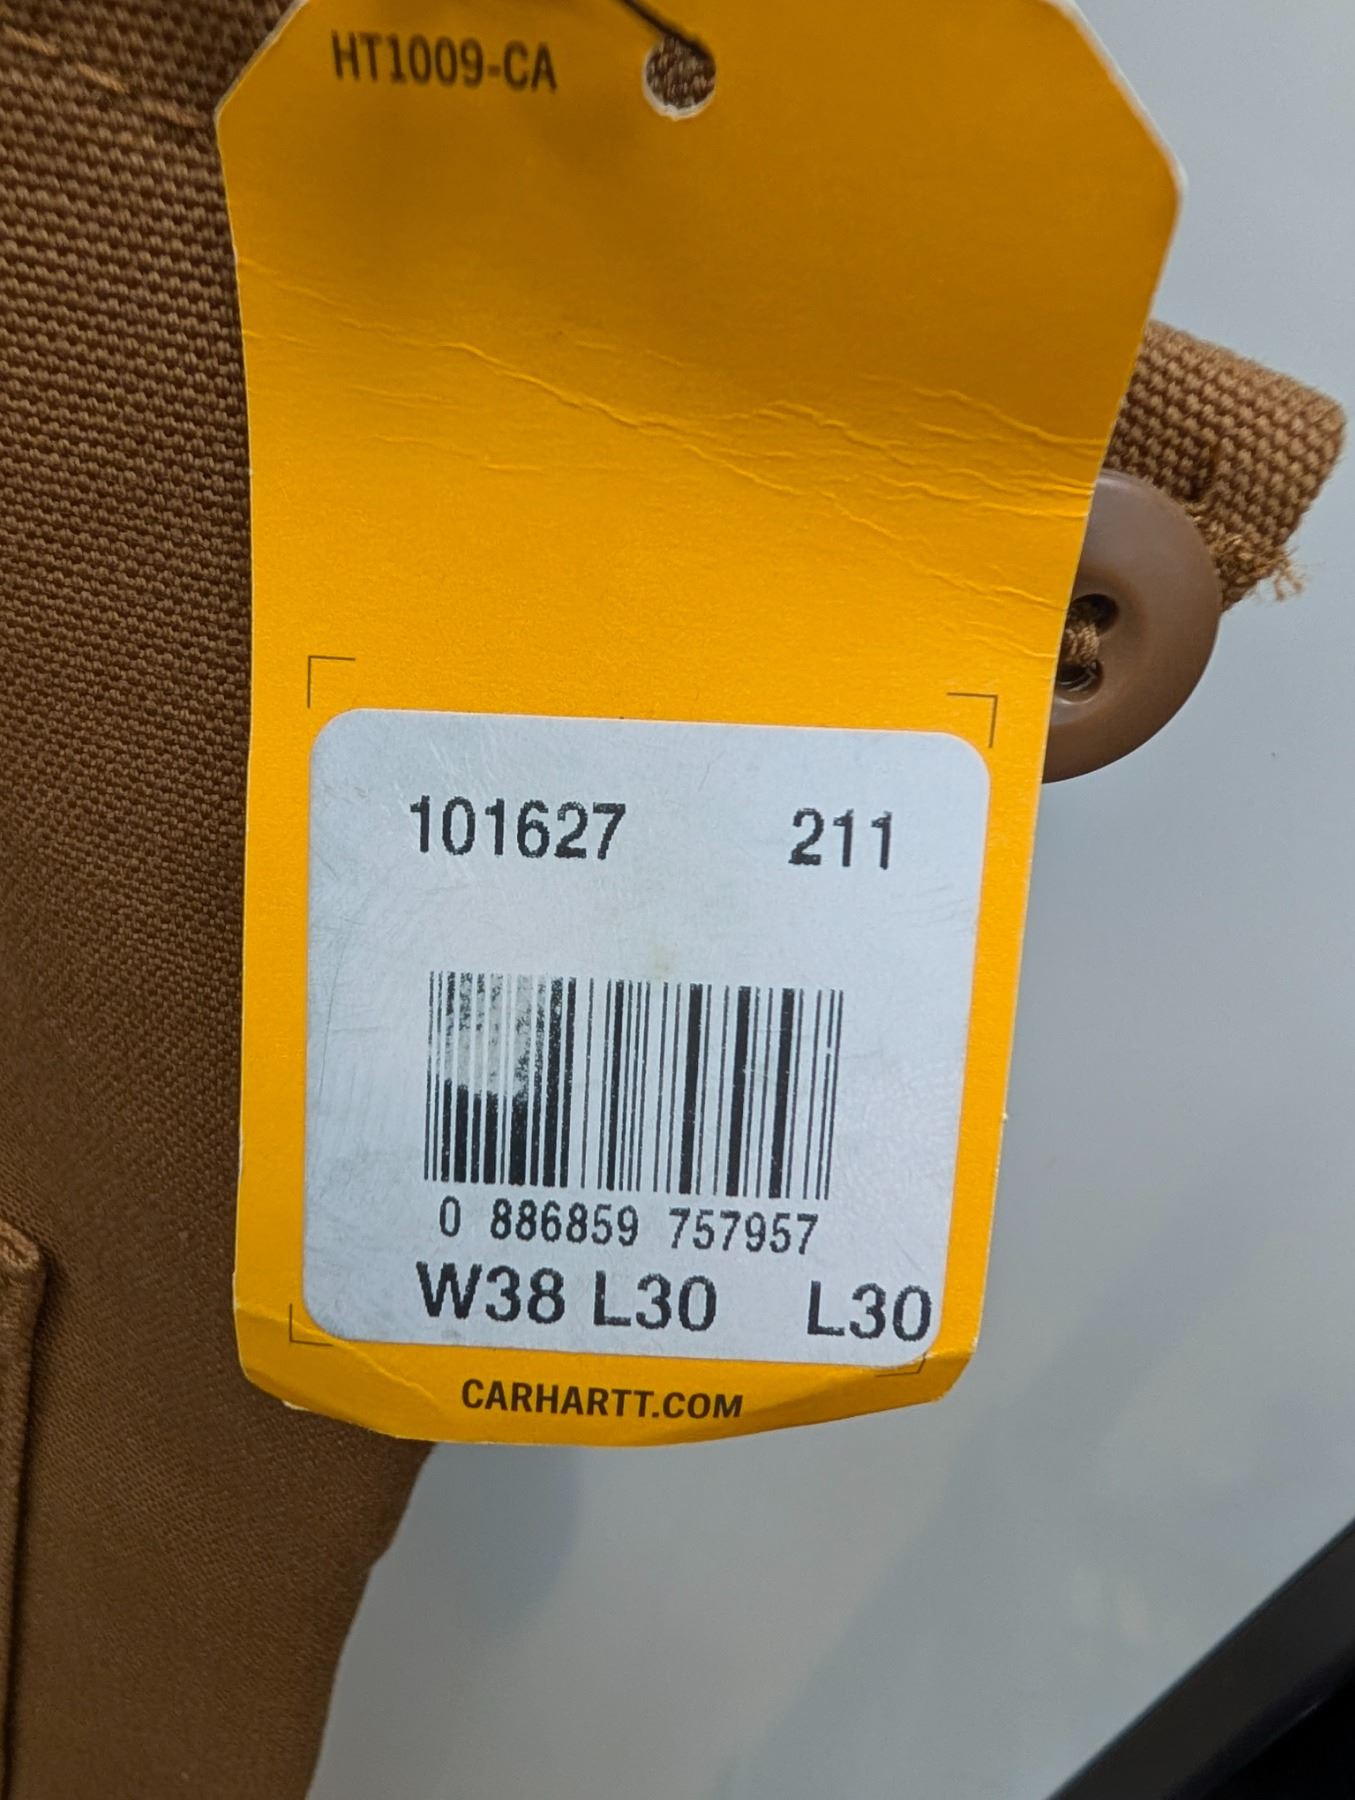 HT1009-CA
101627 211
0 886859 757957
W38 L30 L30
CARHARTT.COM